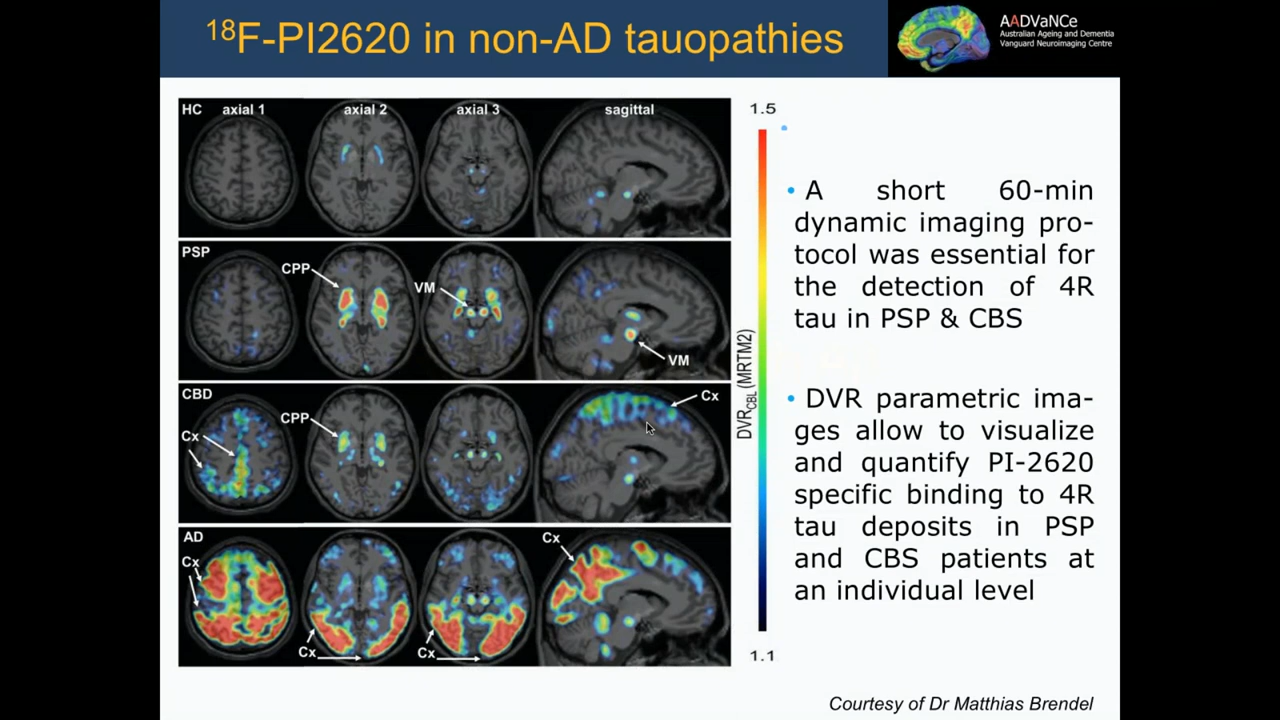 18F-PI2620 in non-AD tauopathies
AADVaNCe
Australian Ageing and Dementia
Vanguard Neuroimaging Centre
HC axial 1 axial 2 axial 3 sagittal
PSP
CPP
VM
VM
CBD
Cx
CPP
Cx
AD
Cx
Cx
Cx
Cx
1.5
DVRCBL (MRTM2)
1.1
• A short 60-min
dynamic imaging pro-
tocol was essential for
the detection of 4R
tau in PSP & CBS
• DVR parametric ima-
ges allow to visualize
and quantify PI-2620
specific binding to 4R
tau deposits in PSP
and CBS patients at
an individual level
Courtesy of Dr Matthias Brendel